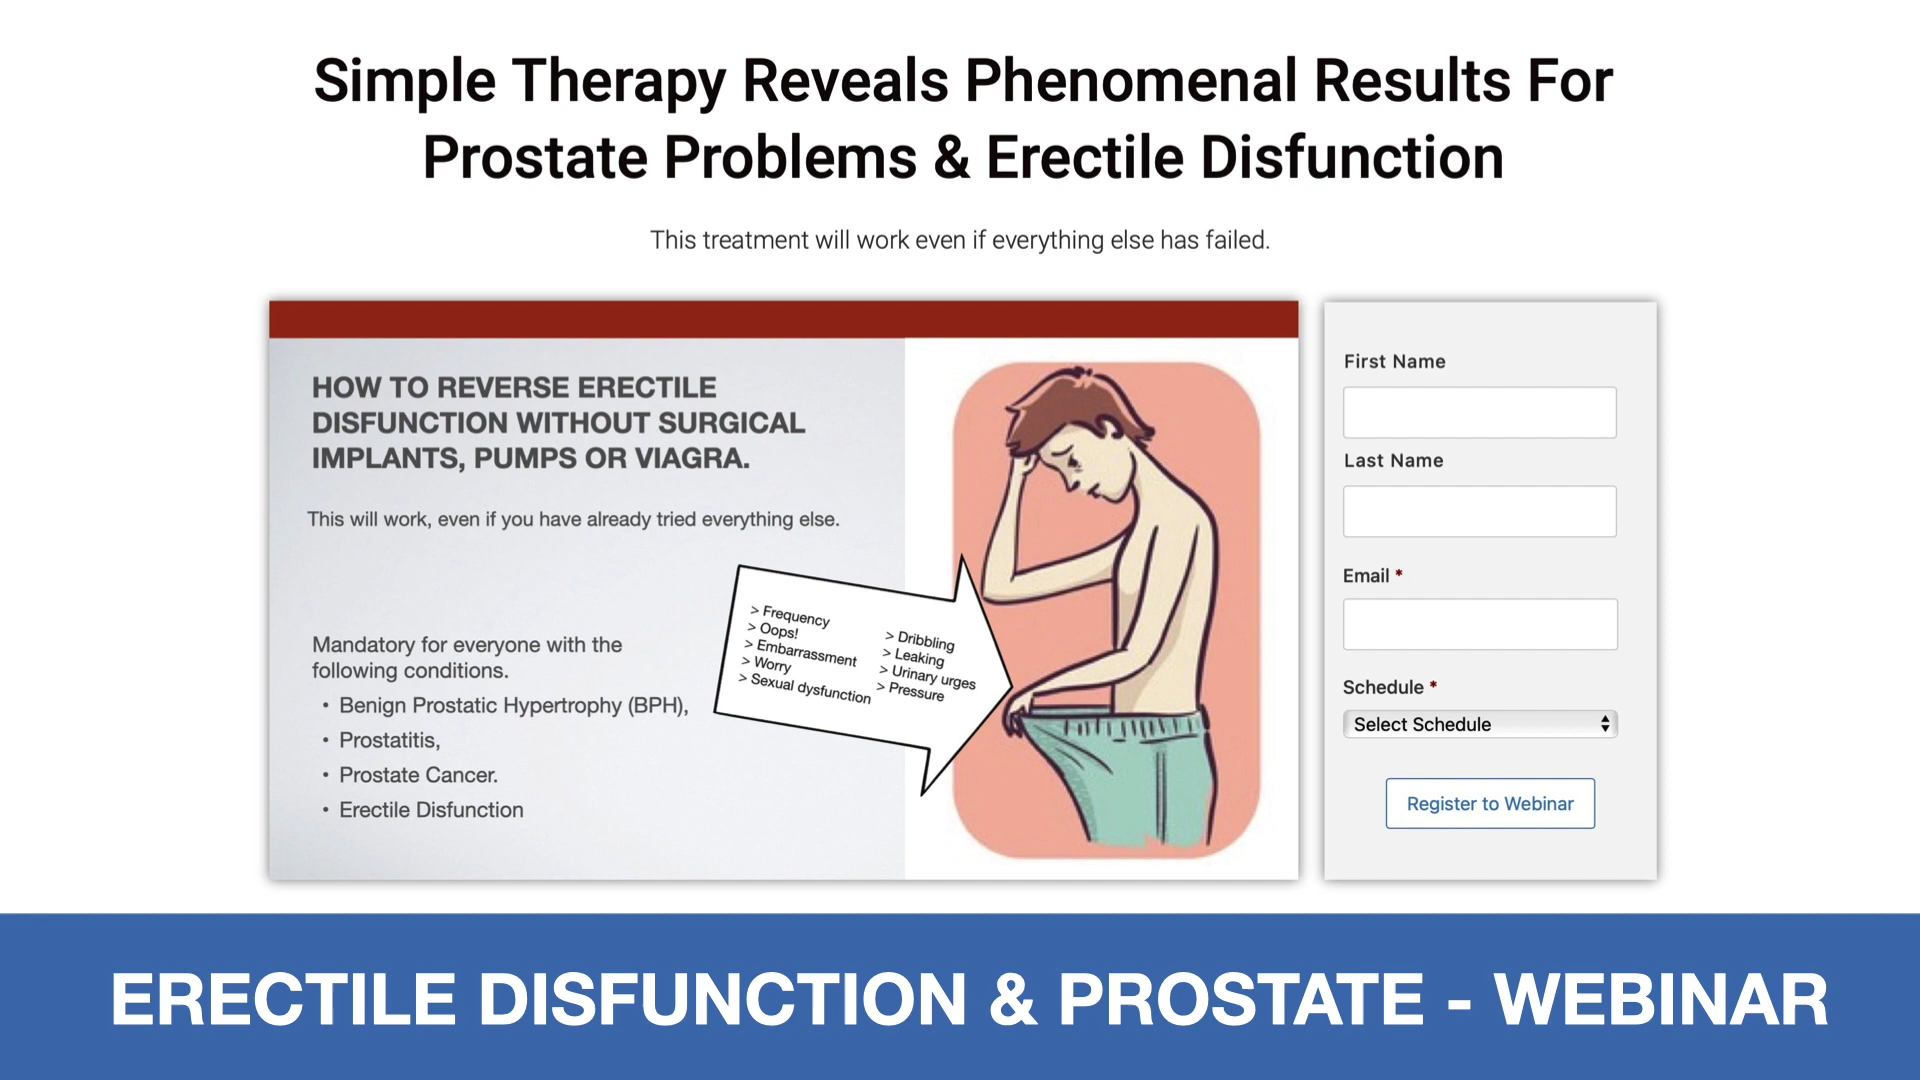 Simple Therapy Reveals Phenomenal Results For
Prostate Problems & Erectile Disfunction
This treatment will work even if everything else has failed.
HOW TO REVERSE ERECTILE
DISFUNCTION WITHOUT SURGICAL
IMPLANTS, PUMPS OR VIAGRA.
This will work, even if you have already tried everything else.
Mandatory for everyone with the
following conditions.
• Benign Prostatic Hypertrophy (BPH),
• Prostatitis,
• Prostate Cancer.
• Erectile Disfunction
> Frequency
> Oops!
> Embarrassment
> Worry
> Sexual dysfunction
> Dribbling
> Leaking
> Urinary urges
> Pressure
First Name
Last Name
Email *
Schedule *
Select Schedule
Register to Webinar
ERECTILE DISFUNCTION & PROSTATE - WEBINAR